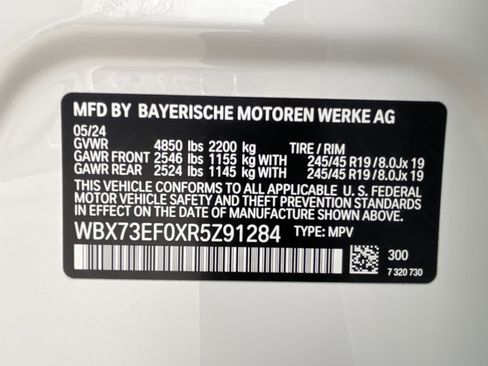 MFD BY BAYERISCHE MOTOREN WERKE AG
05/24
GVWR 4850 lbs 2200 kg TIRE / RIM
GAWR FRONT 2546 lbs 1155 kg WITH 245/45 R19 / 8.0Jx 19
GAWR REAR 2524 lbs 1145 kg WITH 245/45 R19 / 8.0Jx 19
THIS VEHICLE CONFORMS TO ALL APPLICABLE U. S. FEDERAL
MOTOR VEHICLE SAFETY AND THEFT PREVENTION STANDARDS
IN EFFECT ON THE DATE OF MANUFACTURE SHOWN ABOVE
WBX73EF0XR5Z91284 TYPE: MPV
300
7 320 730